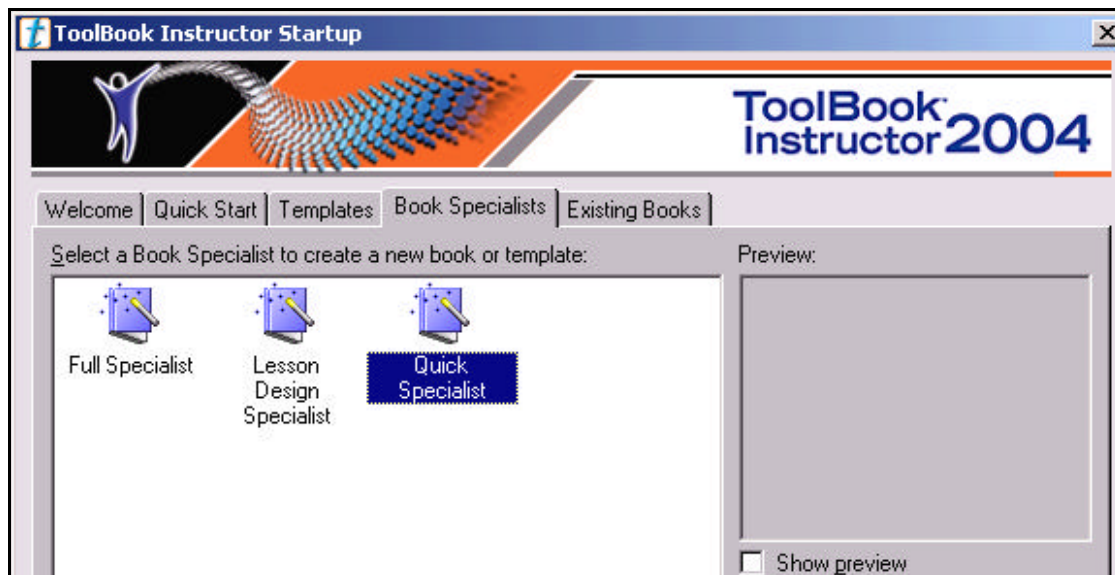 ToolBook Instructor Startup
ToolBook
Instructor 2004
Welcome Quick Start Templates Book Specialists Existing Books
Select a Book Specialist to create a new book or template:
Preview:
Full Specialist
Lesson
Design
Specialist
Quick
Specialist
Show preview